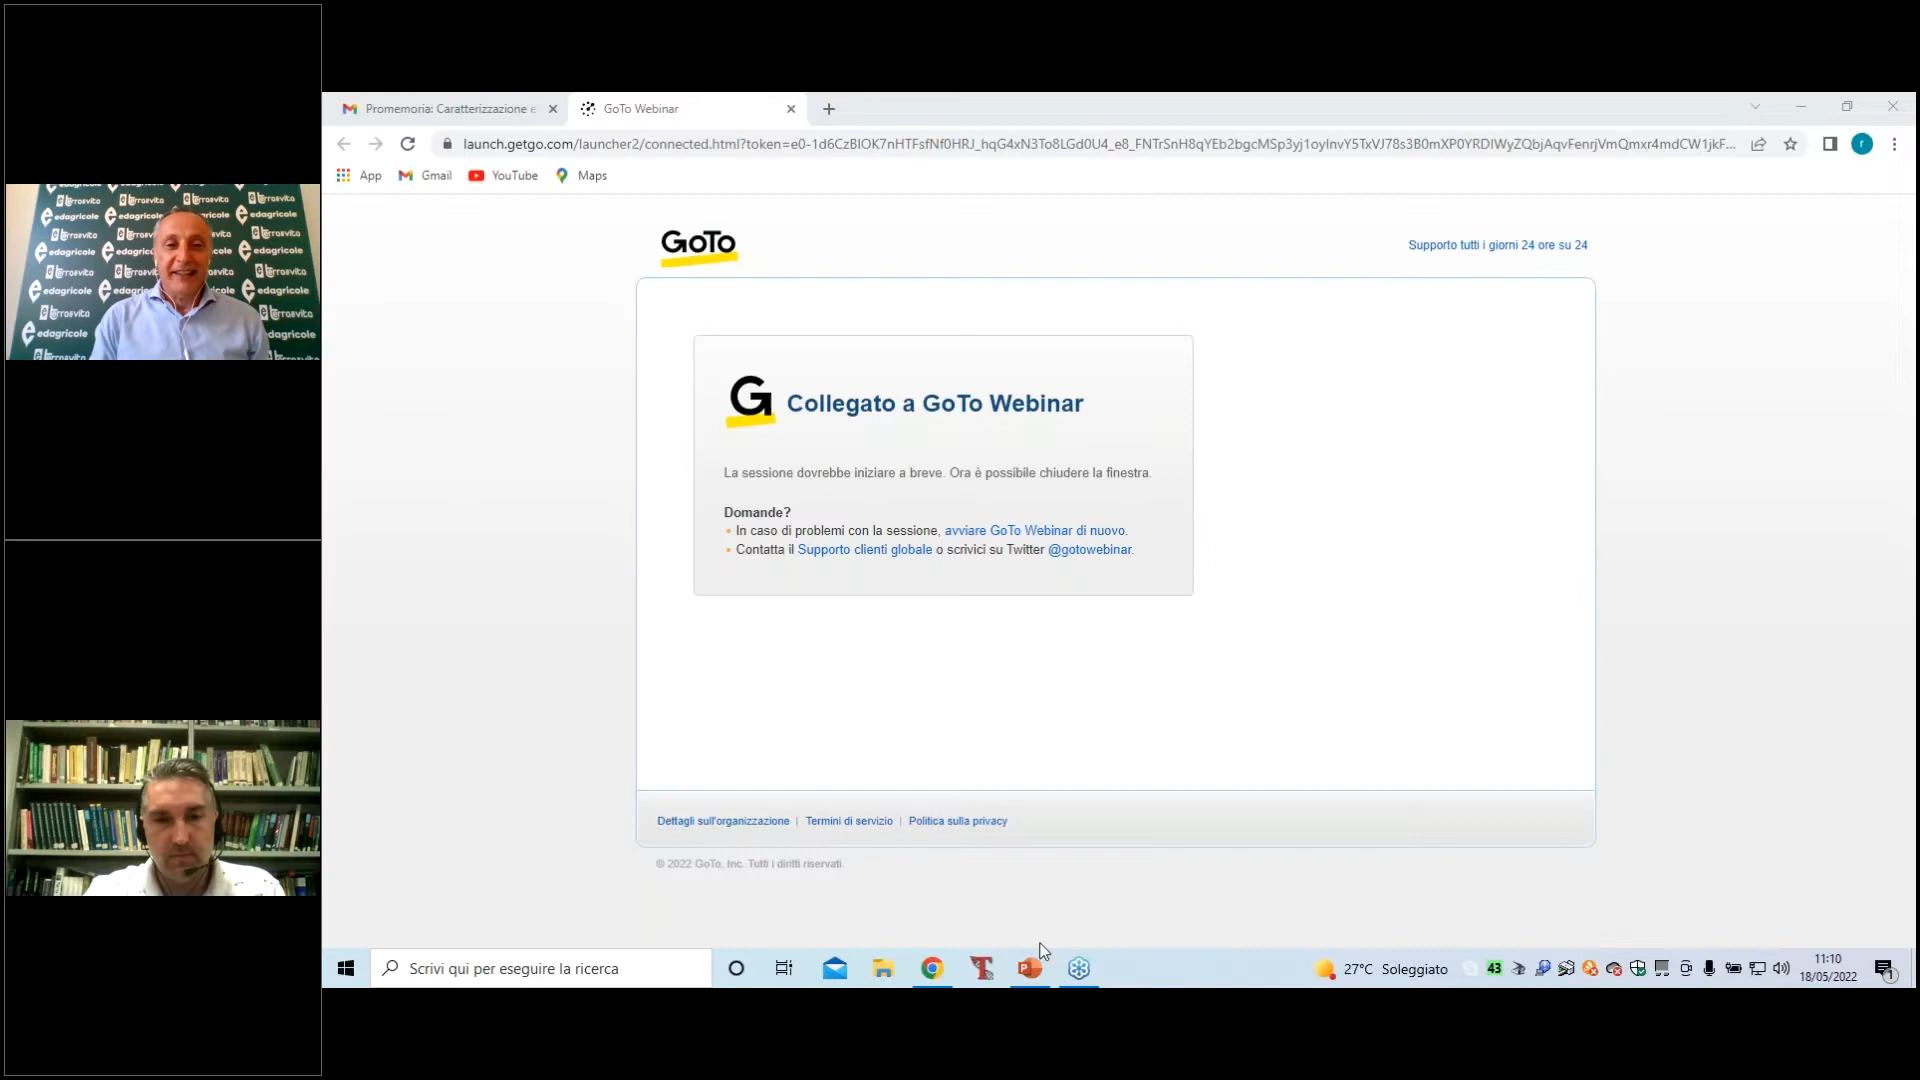 Promemoria: Caratterizzazione e
GoTo Webinar
launch.getgo.com/launcher2/connected.html?token=e0-1d6CzBIOK7nHTFsfNf0HRJ_hqG4xN3To8LGd0U4_e8_FNTrSnH8qYEb2bgcMSp3yj1oyInvY5TxVJ78s3B0mXP0YRDIWyZQbjAqvFenrjVmQmxr4mdCW1jkF...
App
Gmail
YouTube
Maps
GoTo
Supporto tutti i giorni 24 ore su 24
Collegato a GoTo Webinar
La sessione dovrebbe iniziare a breve. Ora è possibile chiudere la finestra.
Domande?
In caso di problemi con la sessione, avviare GoTo Webinar di nuovo.
Contatta il Supporto clienti globale o scrivici su Twitter @gotowebinar.
Dettagli sull'organizzazione | Termini di servizio | Politica sulla privacy
© 2022 GoTo, Inc. Tutti i diritti riservati.
edagricole
terraevita
Scrivi qui per eseguire la ricerca
27°C Soleggiato
43
11:10
18/05/2022
1